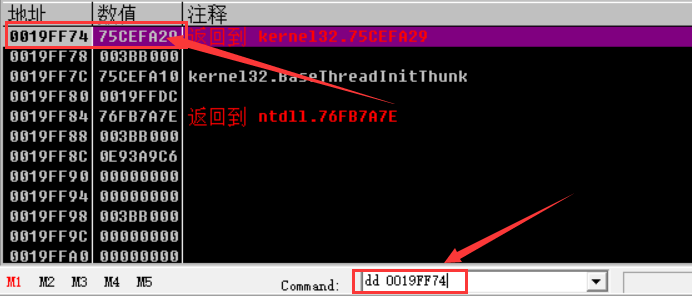 地址 数值 注释
0019FF74 75CEFA29 返回到 kernel32.75CEFA29
0019FF78 003BB000
0019FF7C 75CEFA10 kernel32.BaseThreadInitThunk
0019FF80 0019FFDC
0019FF84 76FB7A7E 返回到 ntdll.76FB7A7E
0019FF88 003BB000
0019FF8C 0E93A9C6
0019FF90 00000000
0019FF94 00000000
0019FF98 003BB000
0019FF9C 00000000
0019FFA0 00000000
M1 M2 M3 M4 M5 Command: dd 0019FF74